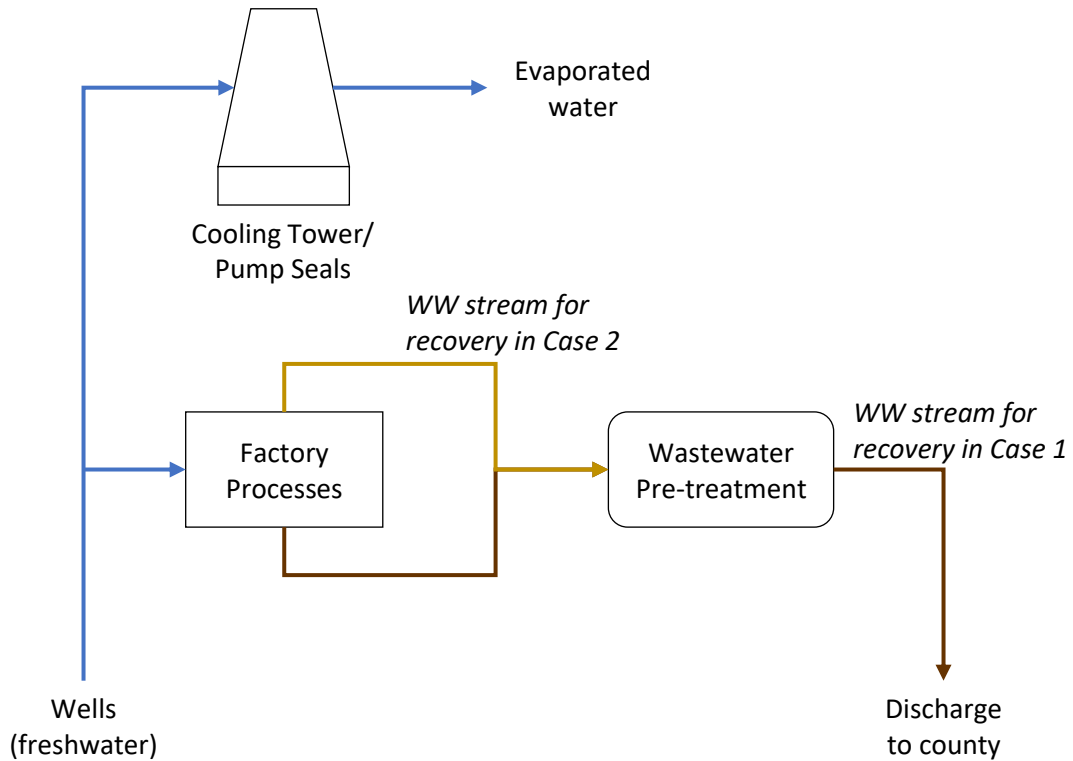 Evaporated
water
Cooling Tower/
Pump Seals
WW stream for
recovery in Case 2
Factory
Processes
Wastewater
Pre-treatment
WW stream for
recovery in Case 1
Wells
(freshwater)
Discharge
to county